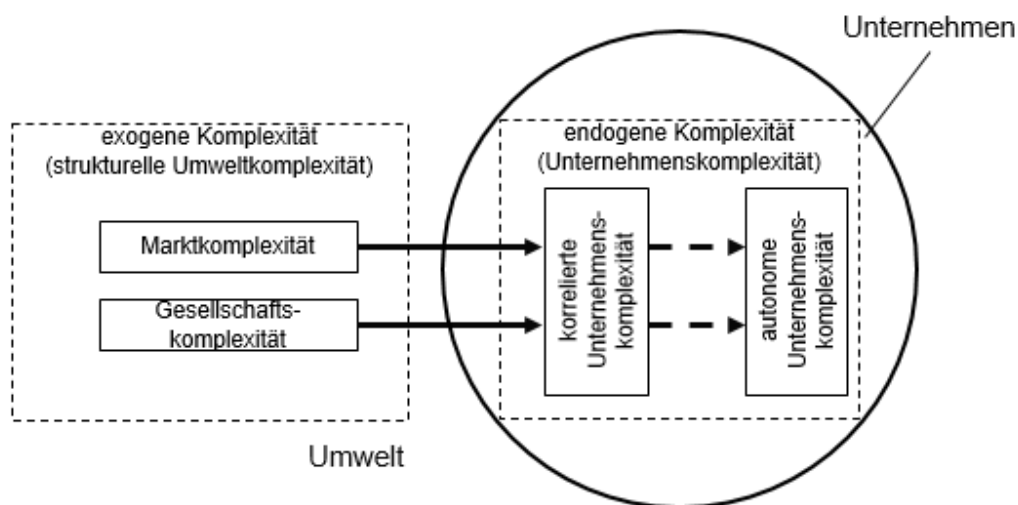 Unternehmen
exogene Komplexität
(strukturelle Umweltkomplexität)
Marktkomplexität
Gesellschafts-
komplexität
Umwelt
endogene Komplexität
(Unternehmenskomplexität)
korrelierte
Unternehmens-
komplexität
autonome
Unternehmens-
komplexität